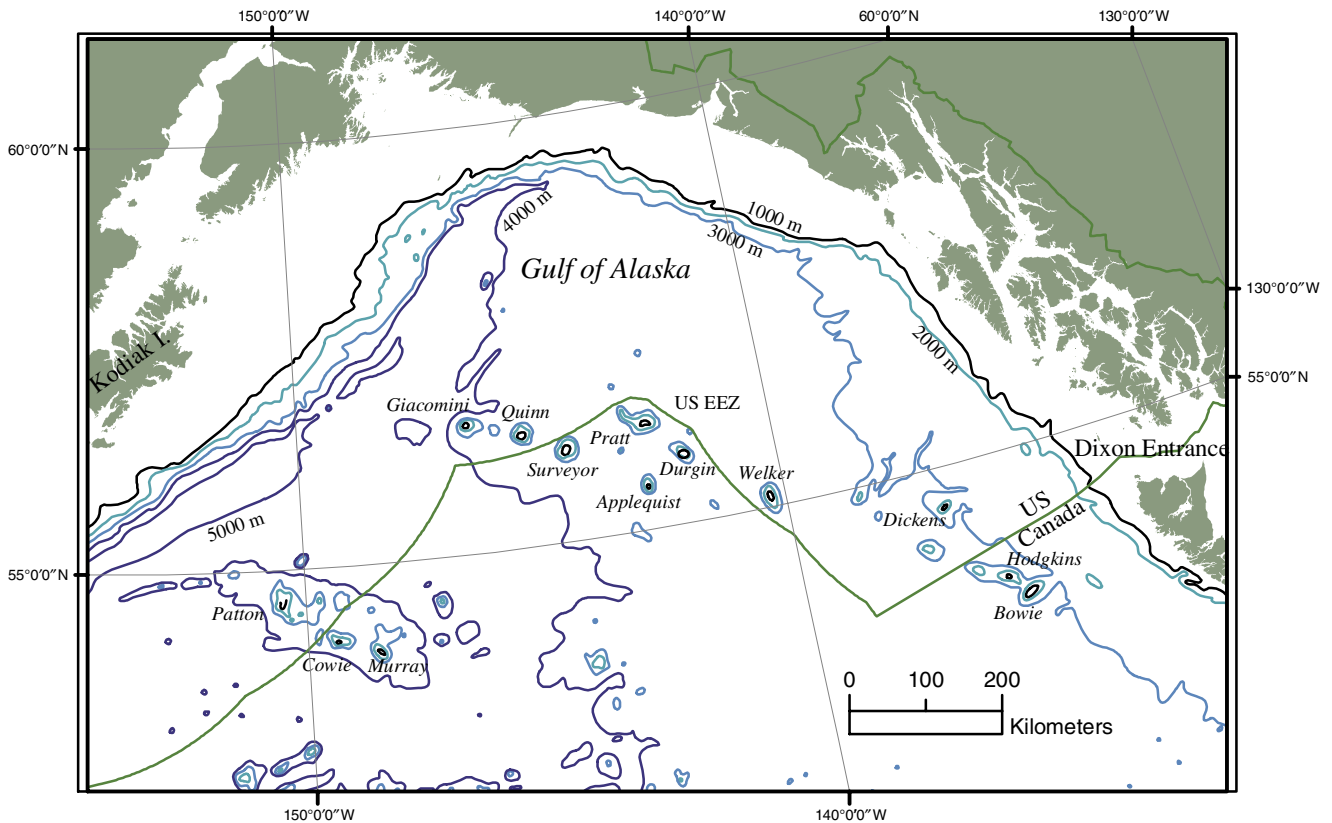 150°0'0"W
140°0'0"W
60°0'0"N
130°0'0"W
60°0'0"N
4000 m
1000 m
3000 m
Gulf of Alaska
130°0'0"W
2000 m
Kodiak I.
55°0'0"N
Giacomini
Quinn
US EEZ
Pratt
Surveyor
Durgin
Dixon Entrance
Welker
Applequist
5000 m
Dickens
US
Canada
Hodgkins
55°0'0"N
Patton
Bowie
Cowie
Murray
0 100 200
Kilometers
150°0'0"W
140°0'0"W